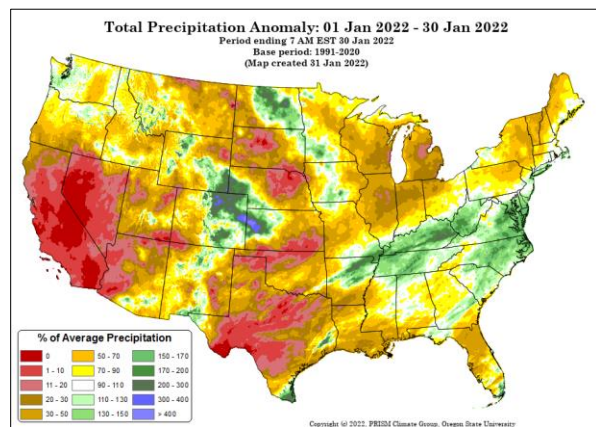 Total Precipitation Anomaly: 01 Jan 2022 - 30 Jan 2022
Period ending 7 AM EST 30 Jan 2022
Base period: 1991-2020
(Map created 31 Jan 2022)
% of Average Precipitation
0 50 - 70 150 - 170
1 - 10 70 - 90 170 - 200
11 - 20 90 - 110 200 - 300
20 - 30 110 - 130 300 - 400
30 - 50 130 - 150 > 400
Copyright © 2022, PRISM Climate Group, Oregon State University